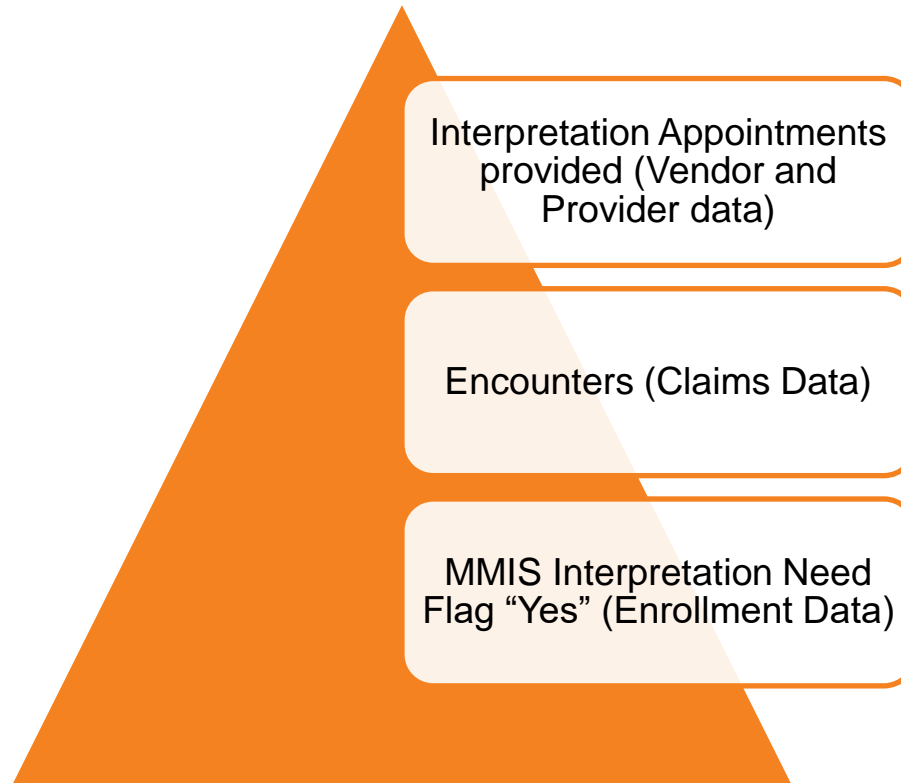 Interpretation Appointments
provided (Vendor and
Provider data)
Encounters (Claims Data)
MMIS Interpretation Need
Flag “Yes” (Enrollment Data)